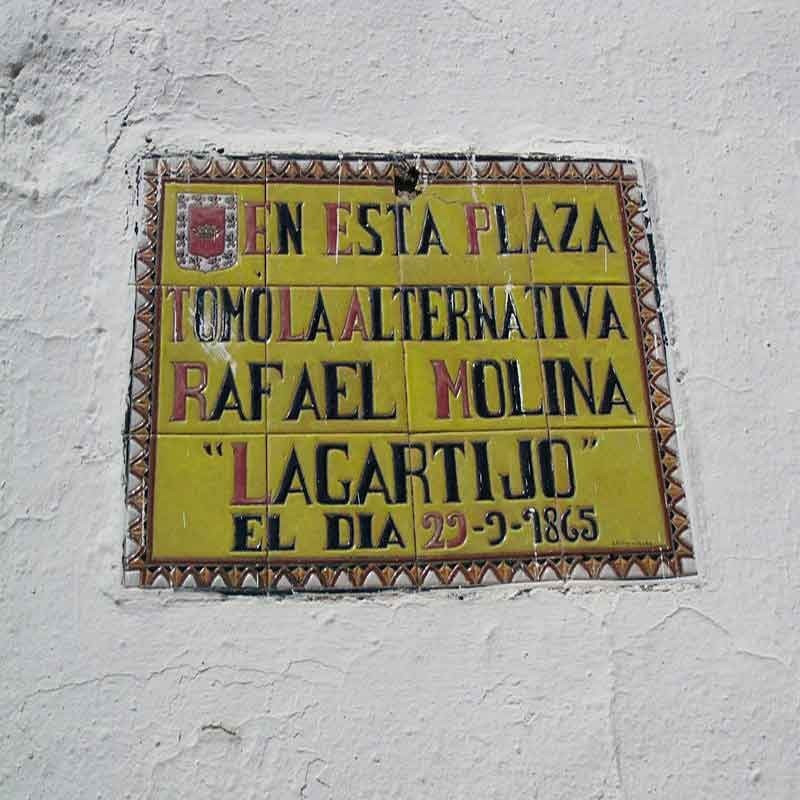 EN ESTA PLAZA
TOMO LA ALTERNATIVA
RAFAEL MOLINA
"LAGARTIJO"
EL DIA 29-9-1865